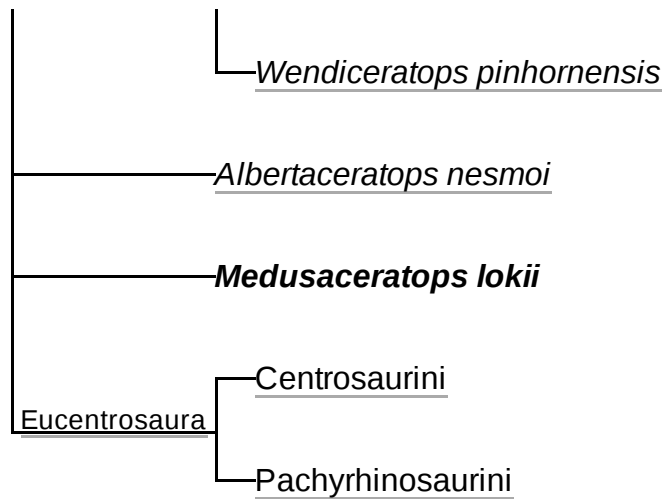 Wendiceratops pinhornensis
Albertaceratops nesmoi
Medusaceratops lokii
Centrosaurini
Eucentrosaura
Pachyrhinosaurini